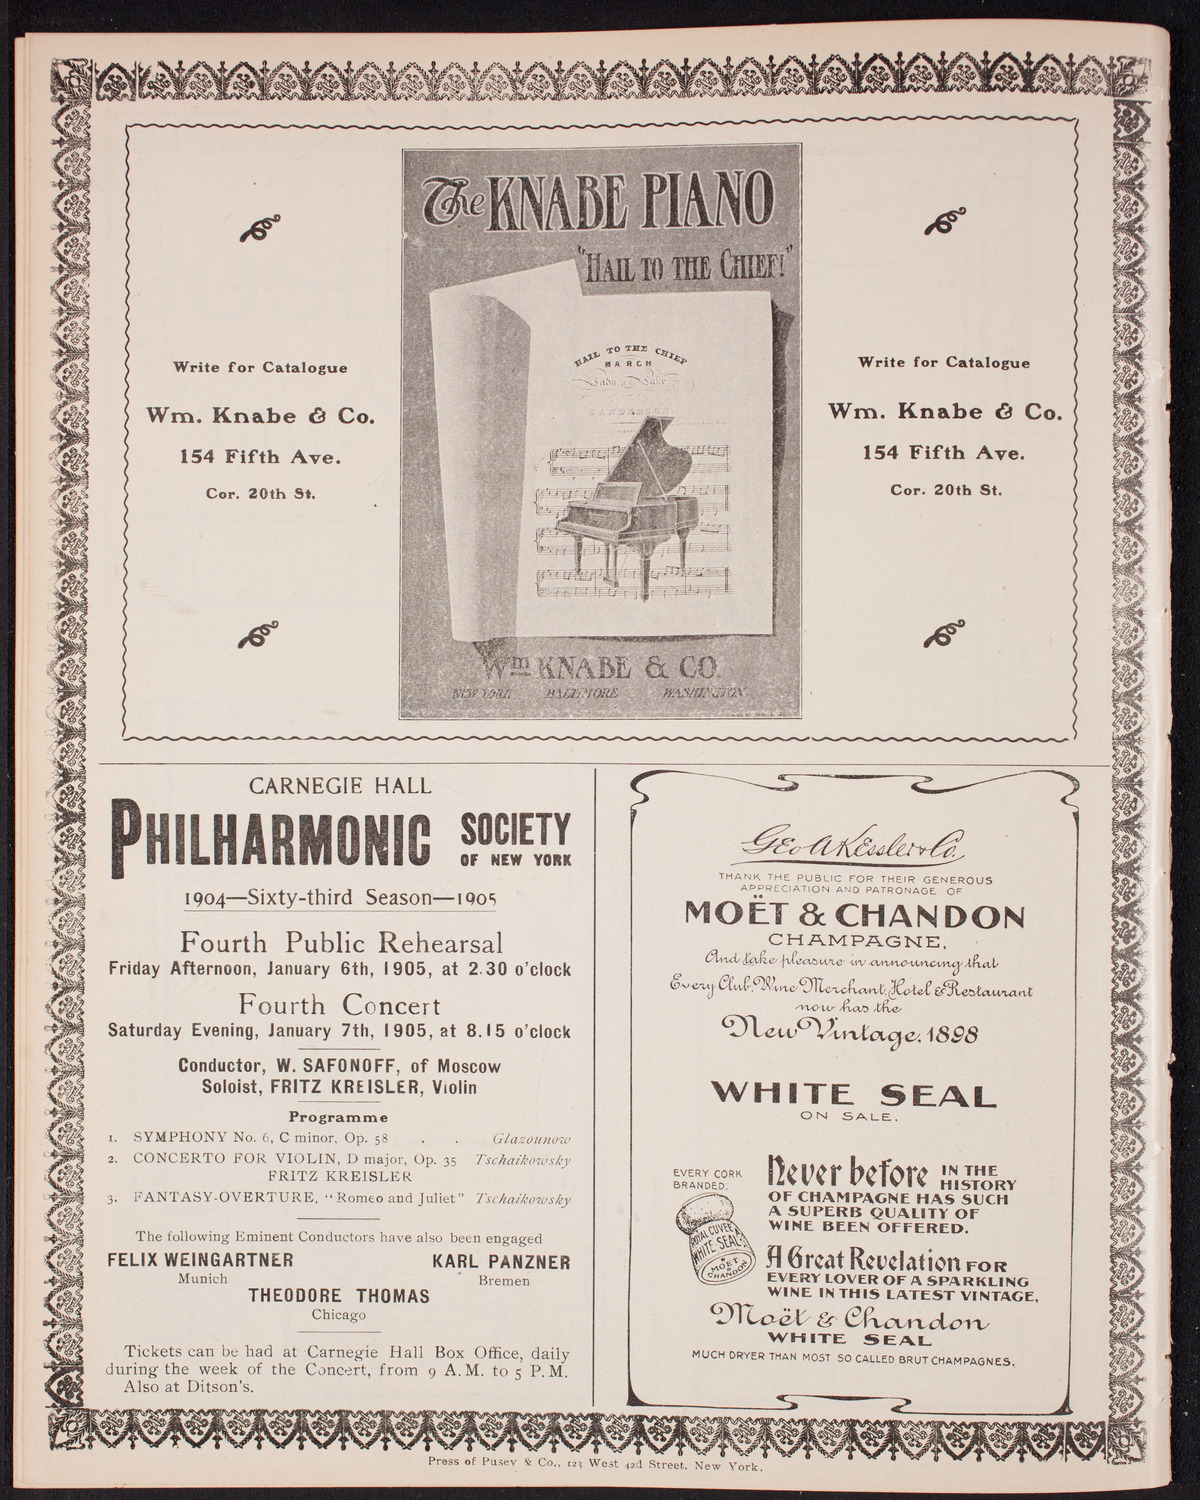 The KNABE PIANO
"HAIL TO THE CHIEF!"
HAIL TO THE CHIEF
MARCH
Lady Lake
SANDERSON.
Wm KNABE & CO.
NEW YORK BALTIMORE WASHINGTON
Write for Catalogue
Wm. Knabe & Co.
154 Fifth Ave.
Cor. 20th St.
Write for Catalogue
Wm. Knabe & Co.
154 Fifth Ave.
Cor. 20th St.
CARNEGIE HALL
PHILHARMONIC SOCIETY
OF NEW YORK
1904—Sixty-third Season—1905
Fourth Public Rehearsal
Friday Afternoon, January 6th, 1905, at 2.30 o'clock
Fourth Concert
Saturday Evening, January 7th, 1905, at 8.15 o'clock
Conductor, W. SAFONOFF, of Moscow
Soloist, FRITZ KREISLER, Violin
Programme
1. SYMPHONY No. 6, C minor, Op. 58 . . Glazounow
2. CONCERTO FOR VIOLIN, D major, Op. 35 Tschaikowsky
FRITZ KREISLER
3. FANTASY-OVERTURE, "Romeo and Juliet" Tschaikowsky
The following Eminent Conductors have also been engaged
FELIX WEINGARTNER KARL PANZNER
Munich Bremen
THEODORE THOMAS
Chicago
Tickets can be had at Carnegie Hall Box Office, daily
during the week of the Concert, from 9 A.M. to 5 P.M.
Also at Ditson's.
Geo A Kessler & Co.
THANK THE PUBLIC FOR THEIR GENEROUS
APPRECIATION AND PATRONAGE OF
MOËT & CHANDON
CHAMPAGNE,
And take pleasure in announcing that
Every Club, Wine Merchant, Hotel & Restaurant
now has the
New Vintage, 1898
WHITE SEAL
ON SALE.
EVERY CORK
BRANDED.
ROYAL CUVEE
WHITE SEAL
MOET
&
CHANDON
Never before IN THE
HISTORY
OF CHAMPAGNE HAS SUCH
A SUPERB QUALITY OF
WINE BEEN OFFERED.
A Great Revelation FOR
EVERY LOVER OF A SPARKLING
WINE IN THIS LATEST VINTAGE,
Moët & Chandon
WHITE SEAL
MUCH DRYER THAN MOST SO CALLED BRUT CHAMPAGNES.
Press of Pusey & Co., 123 West 42d Street, New York.